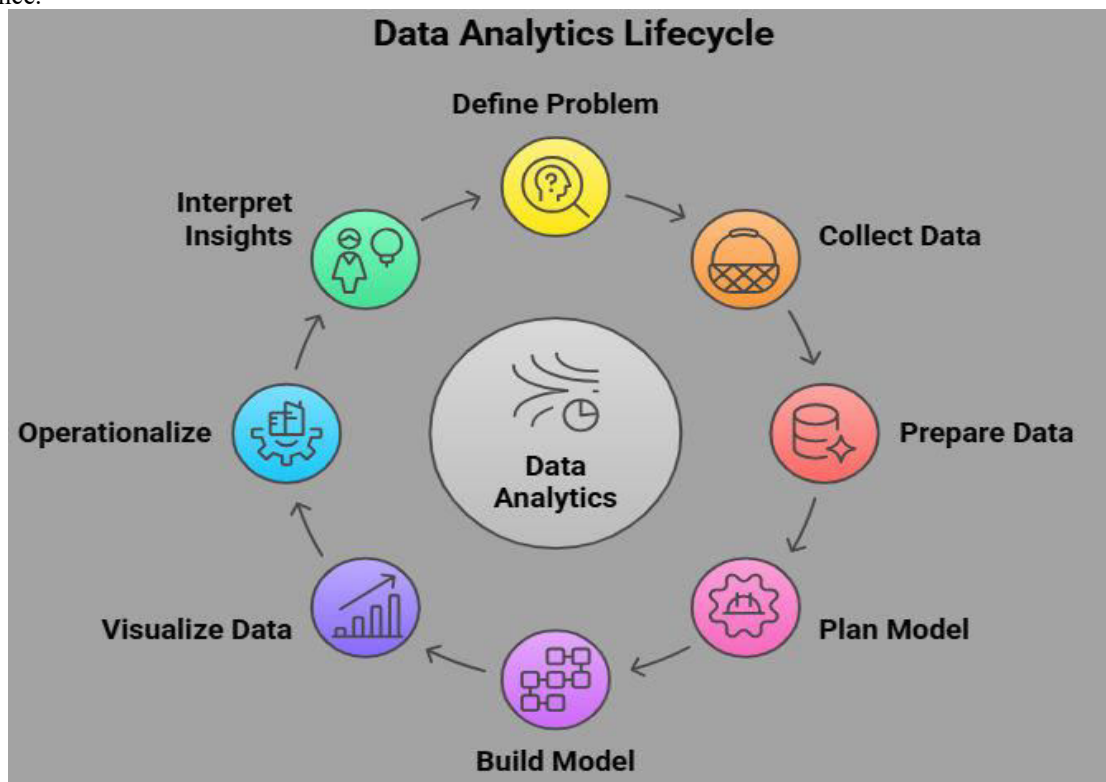 Data Analytics Lifecycle
Define Problem
Collect Data
Prepare Data
Plan Model
Build Model
Visualize Data
Operationalize
Interpret
Insights
Data
Analytics
?